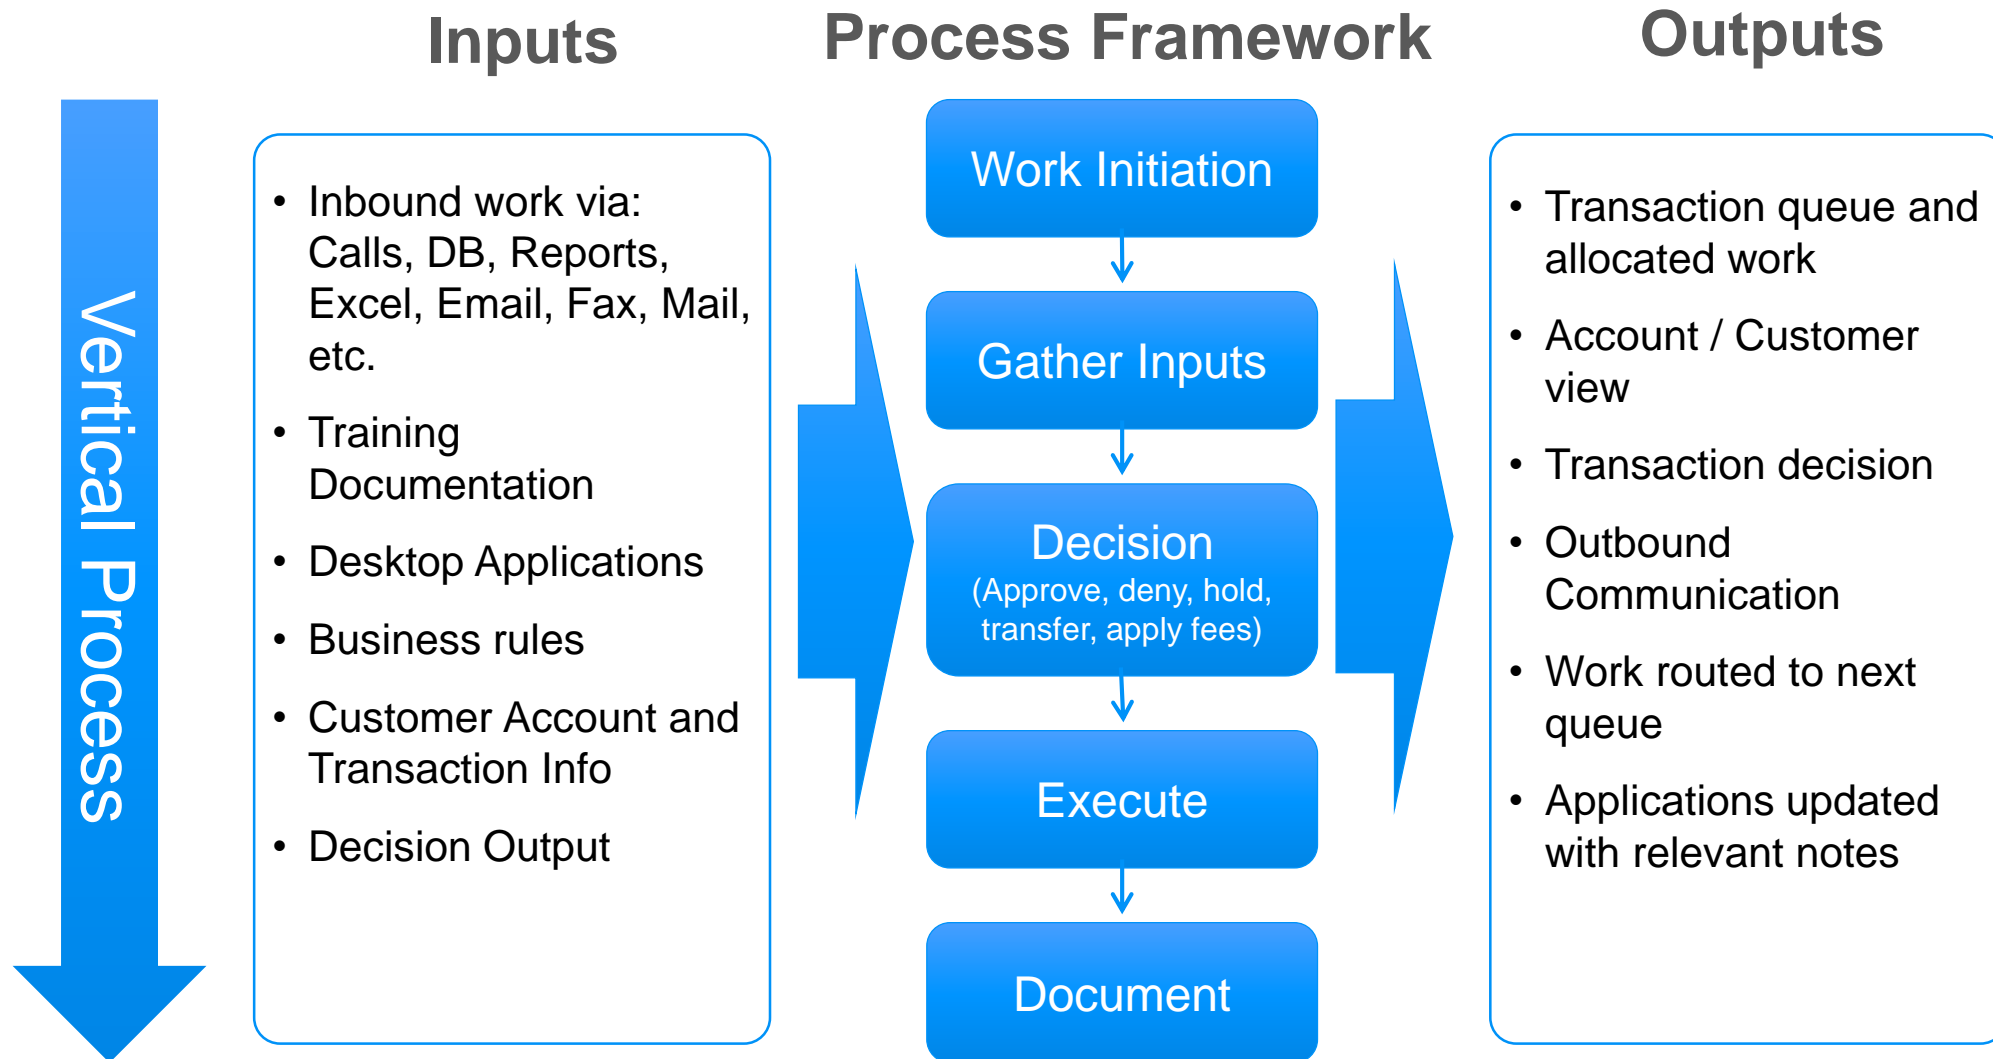 Inputs
Process Framework
Outputs
Vertical Process
• Inbound work via:
Calls, DB, Reports,
Excel, Email, Fax, Mail,
etc.
• Training
Documentation
• Desktop Applications
• Business rules
• Customer Account and
Transaction Info
• Decision Output
Work Initiation
Gather Inputs
Decision
(Approve, deny, hold,
transfer, apply fees)
Execute
Document
• Transaction queue and
allocated work
• Account / Customer
view
• Transaction decision
• Outbound
Communication
• Work routed to next
queue
• Applications updated
with relevant notes